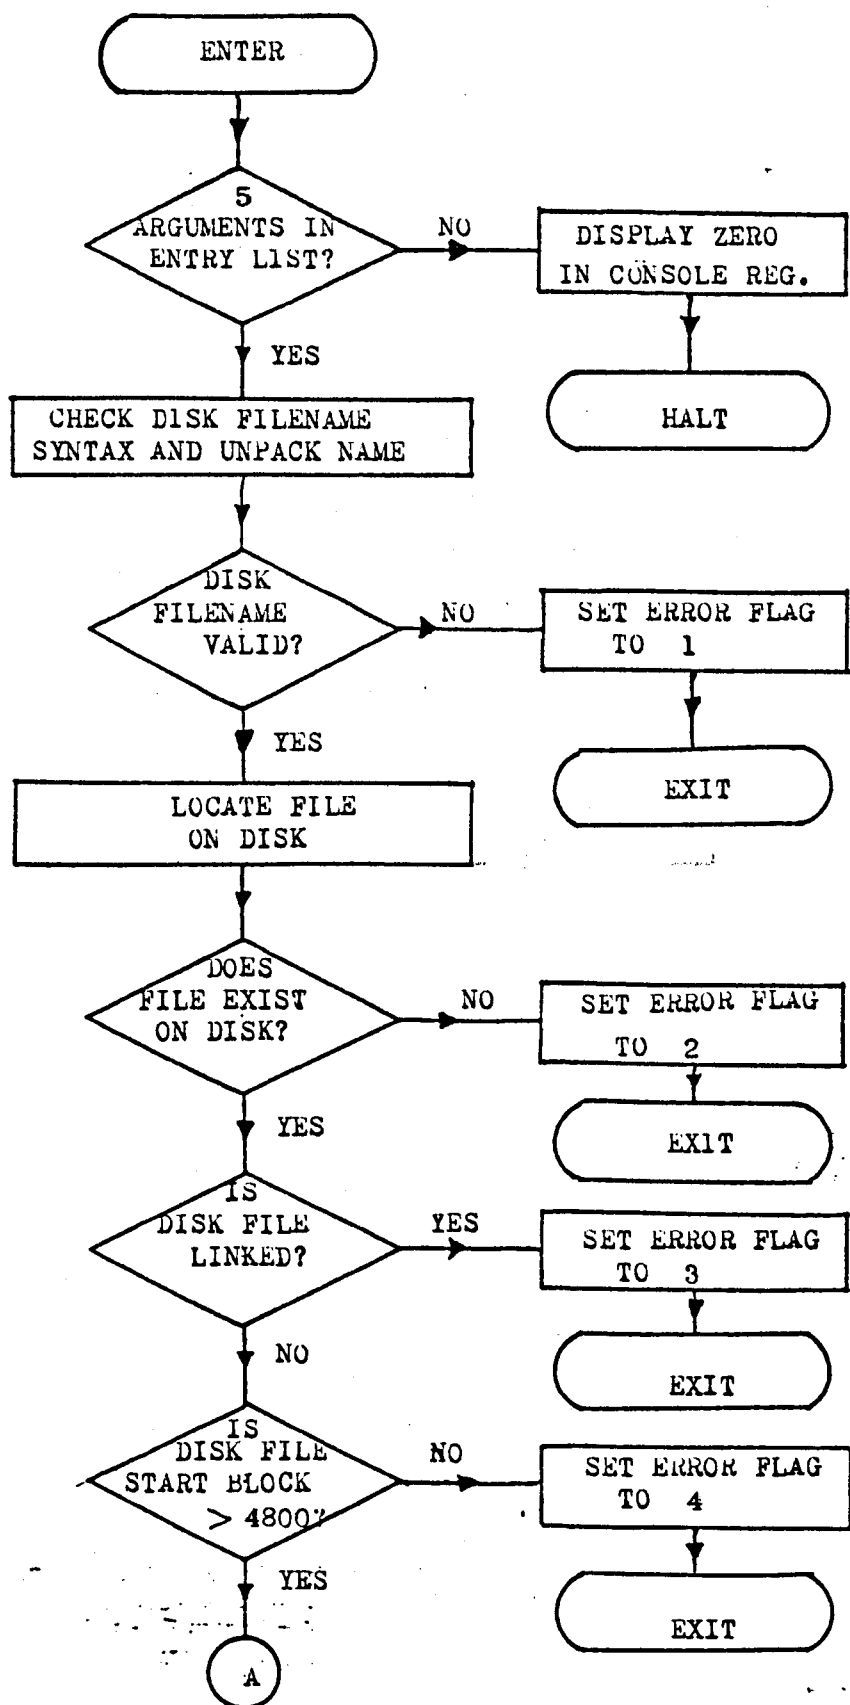 ENTER
5
ARGUMENTS IN
ENTRY LIST?
NO
DISPLAY ZERO
IN CONSOLE REG.
YES
HALT
CHECK DISK FILENAME
SYNTAX AND UNPACK NAME
DISK
FILENAME
VALID?
NO
SET ERROR FLAG
TO 1
YES
EXIT
LOCATE FILE
ON DISK
DOES
FILE EXIST
ON DISK?
NO
SET ERROR FLAG
TO 2
YES
EXIT
IS
DISK FILE
LINKED?
YES
SET ERROR FLAG
TO 3
NO
EXIT
IS
DISK FILE
START BLOCK
> 4800?
NO
SET ERROR FLAG
TO 4
YES
EXIT
A